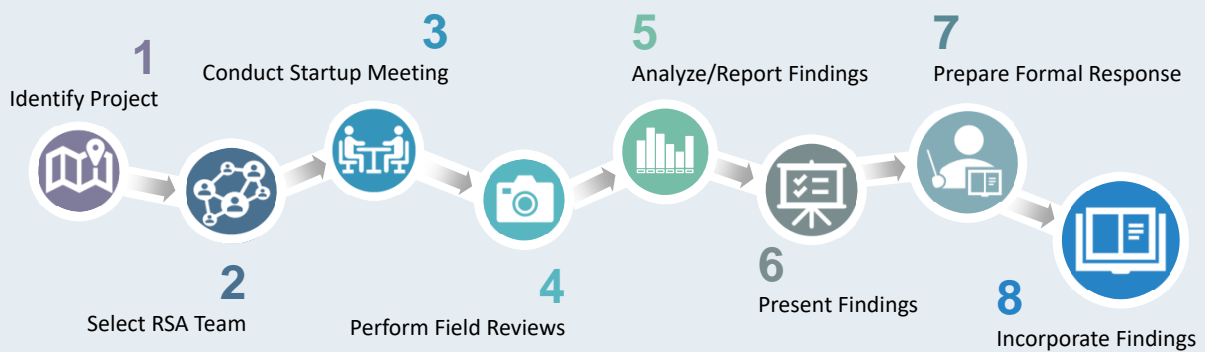 1
Identify Project
2
Select RSA Team
3
Conduct Startup Meeting
4
Perform Field Reviews
5
Analyze/Report Findings
6
Present Findings
7
Prepare Formal Response
8
Incorporate Findings